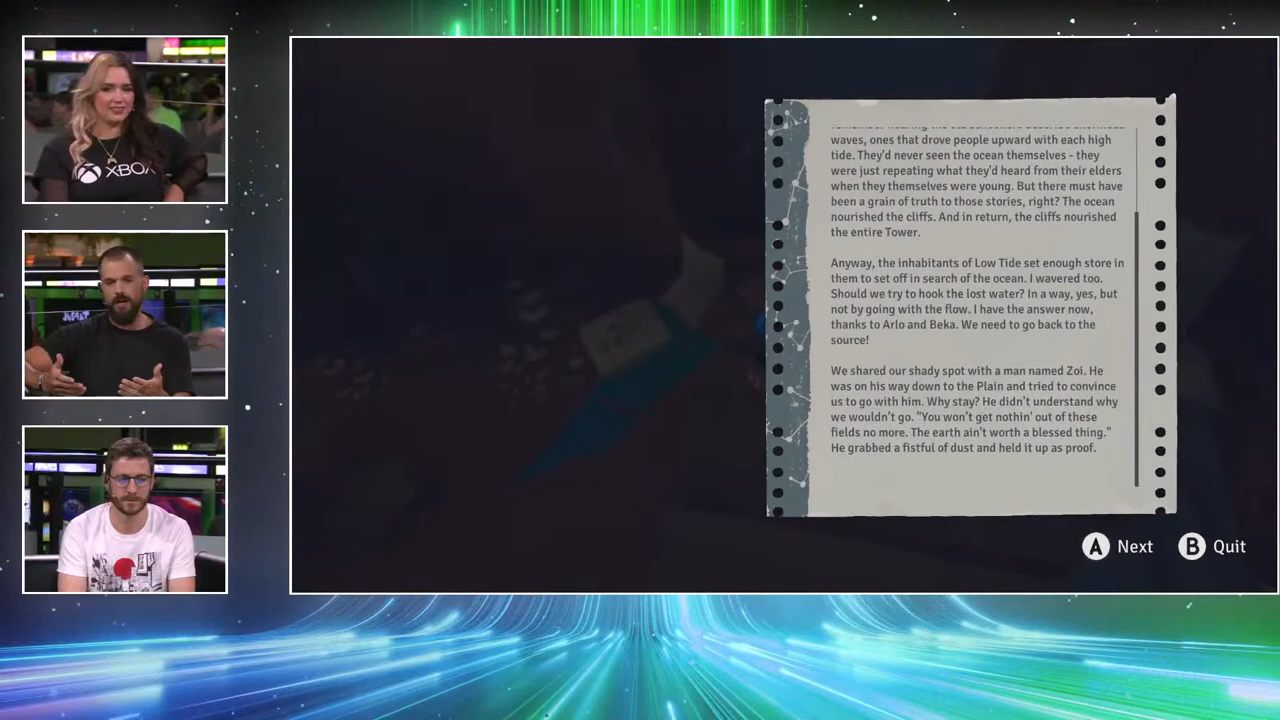 XBOX
waves, ones that drove people upward with each high
tide. They'd never seen the ocean themselves - they
were just repeating what they'd heard from their elders
when they themselves were young. But there must have
been a grain of truth to those stories, right? The ocean
nourished the cliffs. And in return, the cliffs nourished
the entire Tower.
Anyway, the inhabitants of Low Tide set enough store in
them to set off in search of the ocean. I wavered too.
Should we try to hook the lost water? In a way, yes, but
not by going with the flow. I have the answer now,
thanks to Arlo and Beka. We need to go back to the
source!
We shared our shady spot with a man named Zoi. He
was on his way down to the Plain and tried to convince
us to go with him. Why stay? He didn't understand why
we wouldn't go. "You won't get nothin' out of these
fields no more. The earth ain't worth a blessed thing."
He grabbed a fistful of dust and held it up as proof.
A Next B Quit